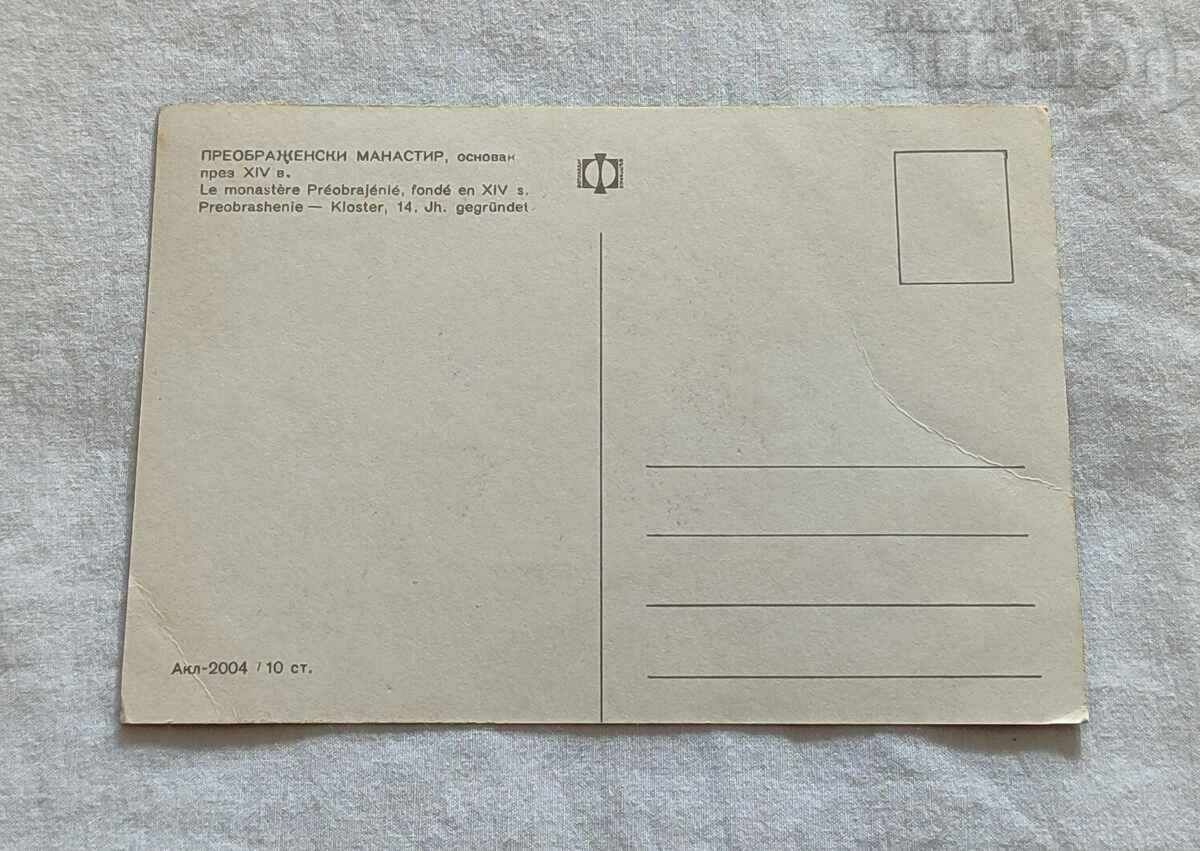 ПРЕОБРАЖЕНСКИ МАНАСТИР, основан
през XIV в.
Le monastère Préobrajénié, fondé en XIV s.
Preobrashenie — Kloster, 14. Jh. gegründet
Акл-2004 / 10 ст.